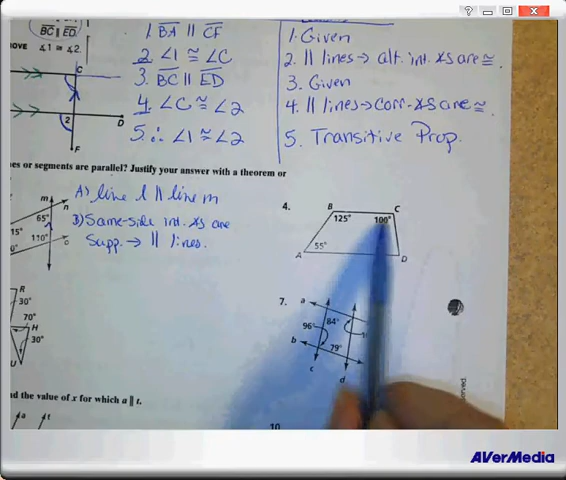 BC || ED.
1. BA || CF
1. Given
OVE ∡1 ≅ ∡2.
2. ∠1 ≅ ∠C
2. || lines → alt. int. ∡s are ≅.
3. BC || ED
3. Given
C
4. ∠C ≅ ∠2
4. || lines → corr. ∡s are ≅.
2
D
5. ∴ ∠1 ≅ ∠2
5. Transitive Prop.
F
es or segments are parallel? Justify your answer with a theorem or
A) line l || line m
m
n
65°
B) Same-side int. ∡s are
15°
110°
o
supp. → || lines.
4.
B
C
125°
100°
55°
A
D
R
30°
70°
H
30°
U
7.
a
96°
84°
b
79°
c
d
nd the value of x for which a || t.
a
t
10
AVerMedia